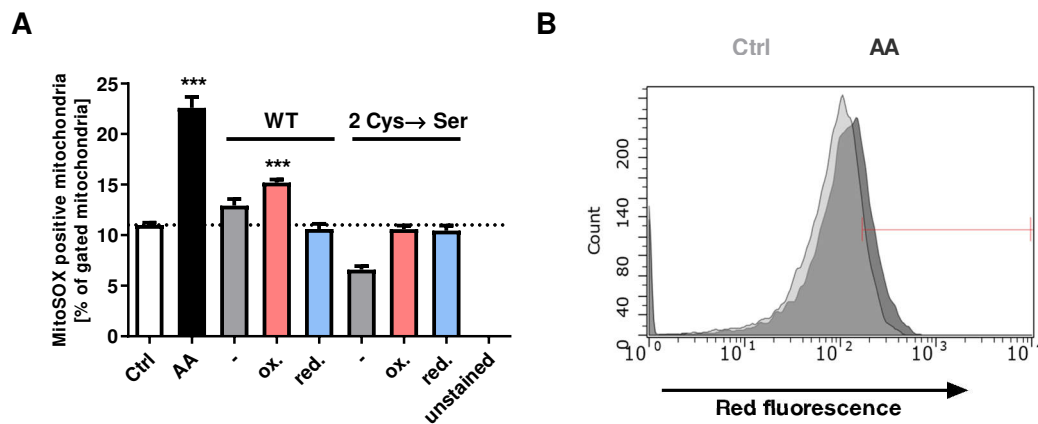 A
MitoSOX positive mitochondria
[% of gated mitochondria]
25
20
15
10
5
0
***
WT
***
2 Cys→ Ser
Ctrl
AA
-
ox.
red.
-
ox.
red.
unstained
B
Ctrl
AA
Count
200
140
80
40
0
10 0
10 1
10 2
10 3
Red fluorescence